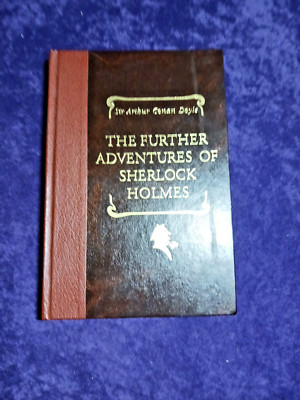 Sir Arthur Conan Doyle
THE FURTHER
ADVENTURES OF
SHERLOCK
HOLMES